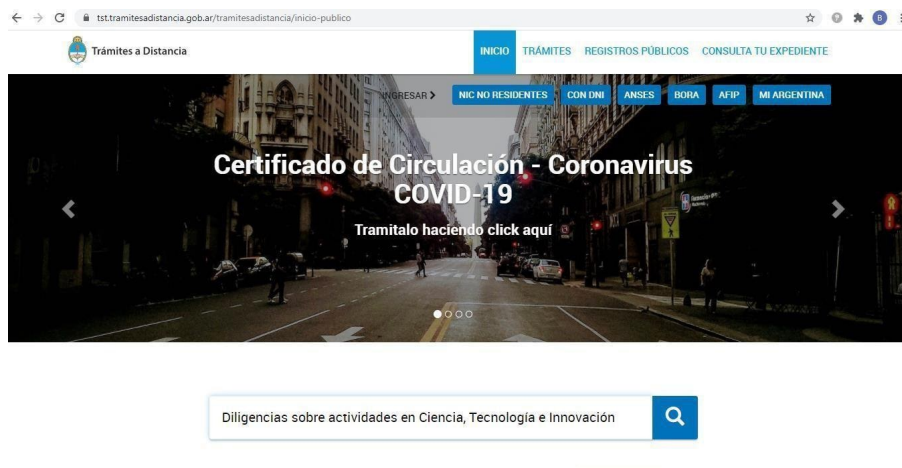 tst.tramitesadistancia.gob.ar/tramitesadistancia/inicio-publico
B
Trámites a Distancia
INICIO TRÁMITES REGISTROS PÚBLICOS CONSULTA TU EXPEDIENTE
INGRESAR NIC NO RESIDENTES CON DNI ANSES BORA AFIP MI ARGENTINA
Certificado de Circulación - Coronavirus
COVID-19
Tramitalo haciendo click aquí
Diligencias sobre actividades en Ciencia, Tecnología e Innovación